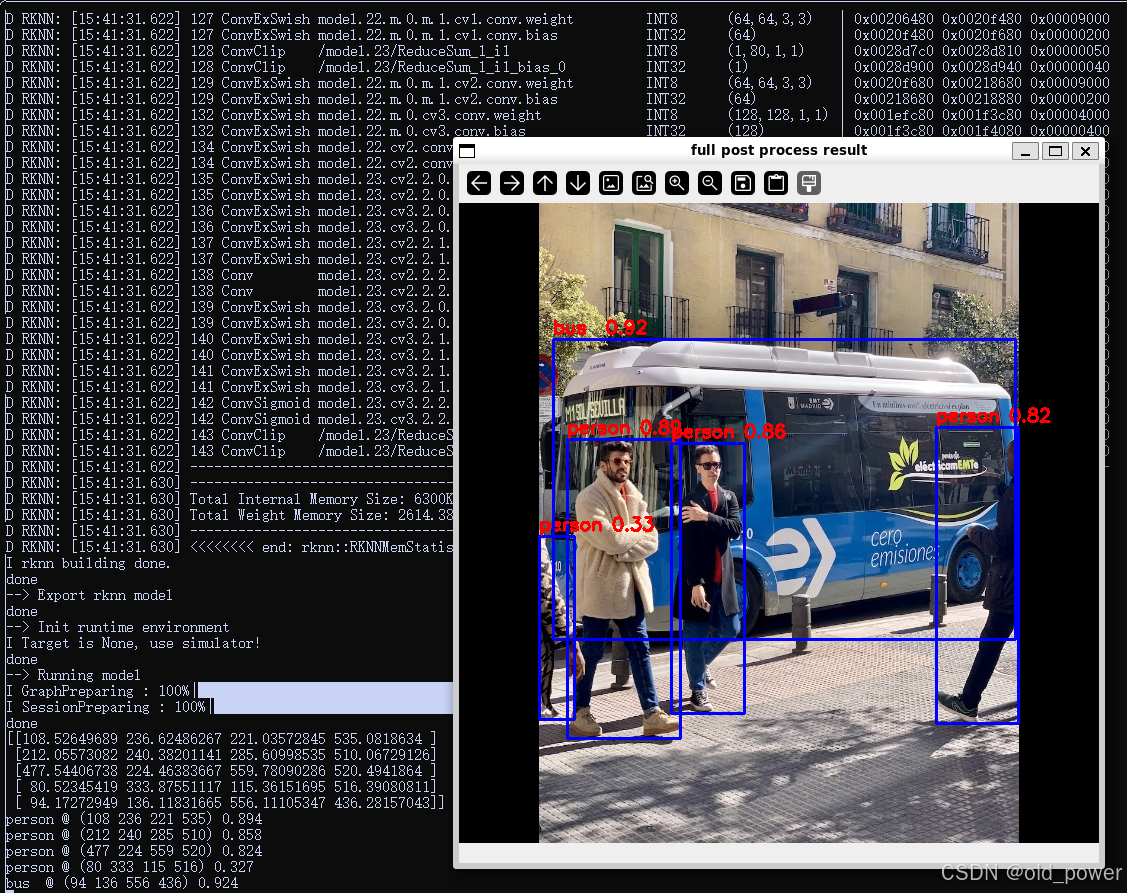 D RKNN: [15:41:31.622] 127 ConvExSwish model.22.m.0.m.1.cv1.conv.weight INT8 (64,64,3,3) | 0x00206480 0x0020f480 0x00009000
D RKNN: [15:41:31.622] 127 ConvExSwish model.22.m.0.m.1.cv1.conv.bias INT32 (64) | 0x0020f480 0x0020f680 0x00000200
D RKNN: [15:41:31.622] 128 ConvClip /model.23/ReduceSum_1_i1 INT8 (1,80,1,1) | 0x0028d7c0 0x0028d810 0x00000050
D RKNN: [15:41:31.622] 128 ConvClip /model.23/ReduceSum_1_i1_bias_0 INT32 (1) | 0x0028d900 0x0028d940 0x00000040
D RKNN: [15:41:31.622] 129 ConvExSwish model.22.m.0.m.1.cv2.conv.weight INT8 (64,64,3,3) | 0x0020f680 0x00218680 0x00009000
D RKNN: [15:41:31.622] 129 ConvExSwish model.22.m.0.m.1.cv2.conv.bias INT32 (64) | 0x00218680 0x00218880 0x00000200
D RKNN: [15:41:31.622] 132 ConvExSwish model.22.m.0.cv3.conv.weight INT8 (128,128,1,1) | 0x001efc80 0x001f3c80 0x00004000
D RKNN: [15:41:31.622] 132 ConvExSwish model.22.m.0.cv3.conv.bias INT32 (128) | 0x001f3c80 0x001f4080 0x00000400
D RKNN: [15:41:31.622] 134 ConvExSwish model.22.cv2.conv
D RKNN: [15:41:31.622] 134 ConvExSwish model.22.cv2.conv
D RKNN: [15:41:31.622] 135 ConvExSwish model.23.cv2.2.0.
D RKNN: [15:41:31.622] 135 ConvExSwish model.23.cv2.2.0.
D RKNN: [15:41:31.622] 136 ConvExSwish model.23.cv3.2.0.
D RKNN: [15:41:31.622] 136 ConvExSwish model.23.cv3.2.0.
D RKNN: [15:41:31.622] 137 ConvExSwish model.23.cv2.2.1.
D RKNN: [15:41:31.622] 137 ConvExSwish model.23.cv2.2.1.
D RKNN: [15:41:31.622] 138 Conv model.23.cv2.2.2.
D RKNN: [15:41:31.622] 138 Conv model.23.cv2.2.2.
D RKNN: [15:41:31.622] 139 ConvExSwish model.23.cv3.2.0.
D RKNN: [15:41:31.622] 139 ConvExSwish model.23.cv3.2.0.
D RKNN: [15:41:31.622] 140 ConvExSwish model.23.cv3.2.1.
D RKNN: [15:41:31.622] 140 ConvExSwish model.23.cv3.2.1.
D RKNN: [15:41:31.622] 141 ConvExSwish model.23.cv3.2.1.
D RKNN: [15:41:31.622] 141 ConvExSwish model.23.cv3.2.1.
D RKNN: [15:41:31.622] 142 ConvSigmoid model.23.cv3.2.2.
D RKNN: [15:41:31.622] 142 ConvSigmoid model.23.cv3.2.2.
D RKNN: [15:41:31.622] 143 ConvClip /model.23/ReduceS
D RKNN: [15:41:31.622] 143 ConvClip /model.23/ReduceS
D RKNN: [15:41:31.622] ---------------------------------
D RKNN: [15:41:31.630] ---------------------------------
D RKNN: [15:41:31.630] Total Internal Memory Size: 6300K
D RKNN: [15:41:31.630] Total Weight Memory Size: 2614.38
D RKNN: [15:41:31.630] ---------------------------------
D RKNN: [15:41:31.630] <<<<<<<< end: rknn::RKNNMemStatis
I rknn building done.
done
--> Export rknn model
done
--> Init runtime environment
I Target is None, use simulator!
done
--> Running model
I GraphPreparing : 100%
I SessionPreparing : 100%
done
[[108.52649689 236.62486267 221.03572845 535.0818634 ]
[212.05573082 240.38201141 285.60998535 510.06729126]
[477.54406738 224.46383667 559.78090286 520.4941864 ]
[ 80.52345419 333.87551117 115.36151695 516.39080811]
[ 94.17272949 136.11831665 556.11105347 436.28157043]]
person @ (108 236 221 535) 0.894
person @ (212 240 285 510) 0.858
person @ (477 224 559 520) 0.824
person @ (80 333 115 516) 0.327
bus @ (94 136 556 436) 0.924
full post process result
bus 0.92
person 0.89
person 0.86
person 0.82
person 0.33
M1 SOL/SEVILLA
EMT
MADRID
eléctricamEMTe
cero
emisiones
CSDN @old_power